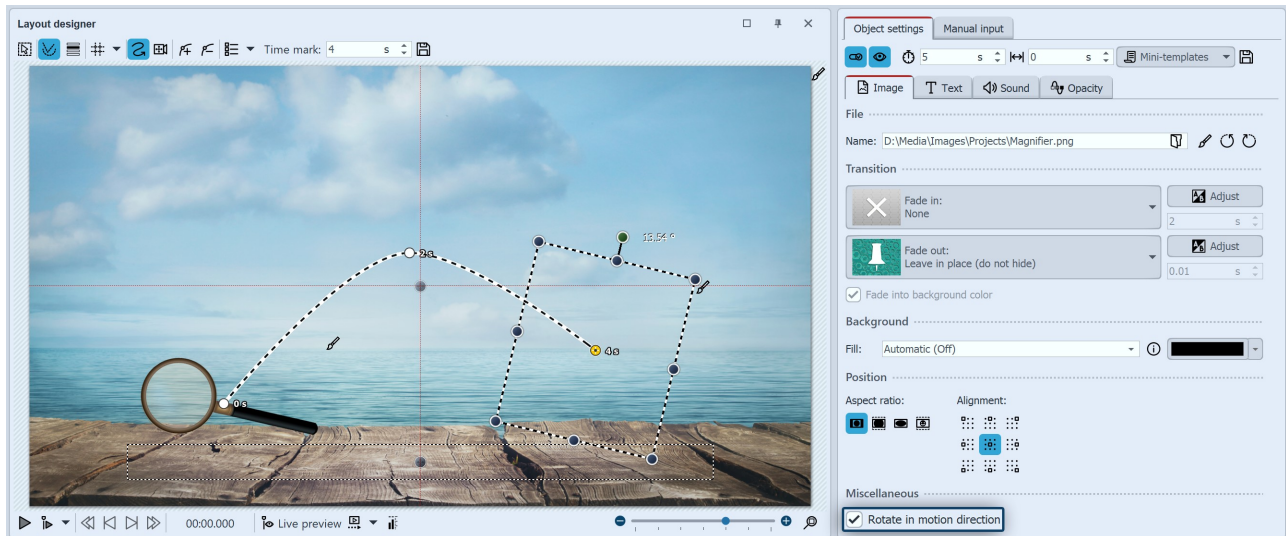 Layout designer
Time mark: 4 s
2s
13.54 °
4s
0s
00:00.000 Live preview
Object settings Manual input
5 s 0 s Mini-templates
Image Text Sound Opacity
File
Name: D:\Media\Images\Projects\Magnifier.png
Transition
Fade in:
None
Adjust
2 s
Fade out:
Leave in place (do not hide)
Adjust
0.01 s
Fade into background color
Background
Fill: Automatic (Off)
Position
Aspect ratio: Alignment:
Miscellaneous
Rotate in motion direction